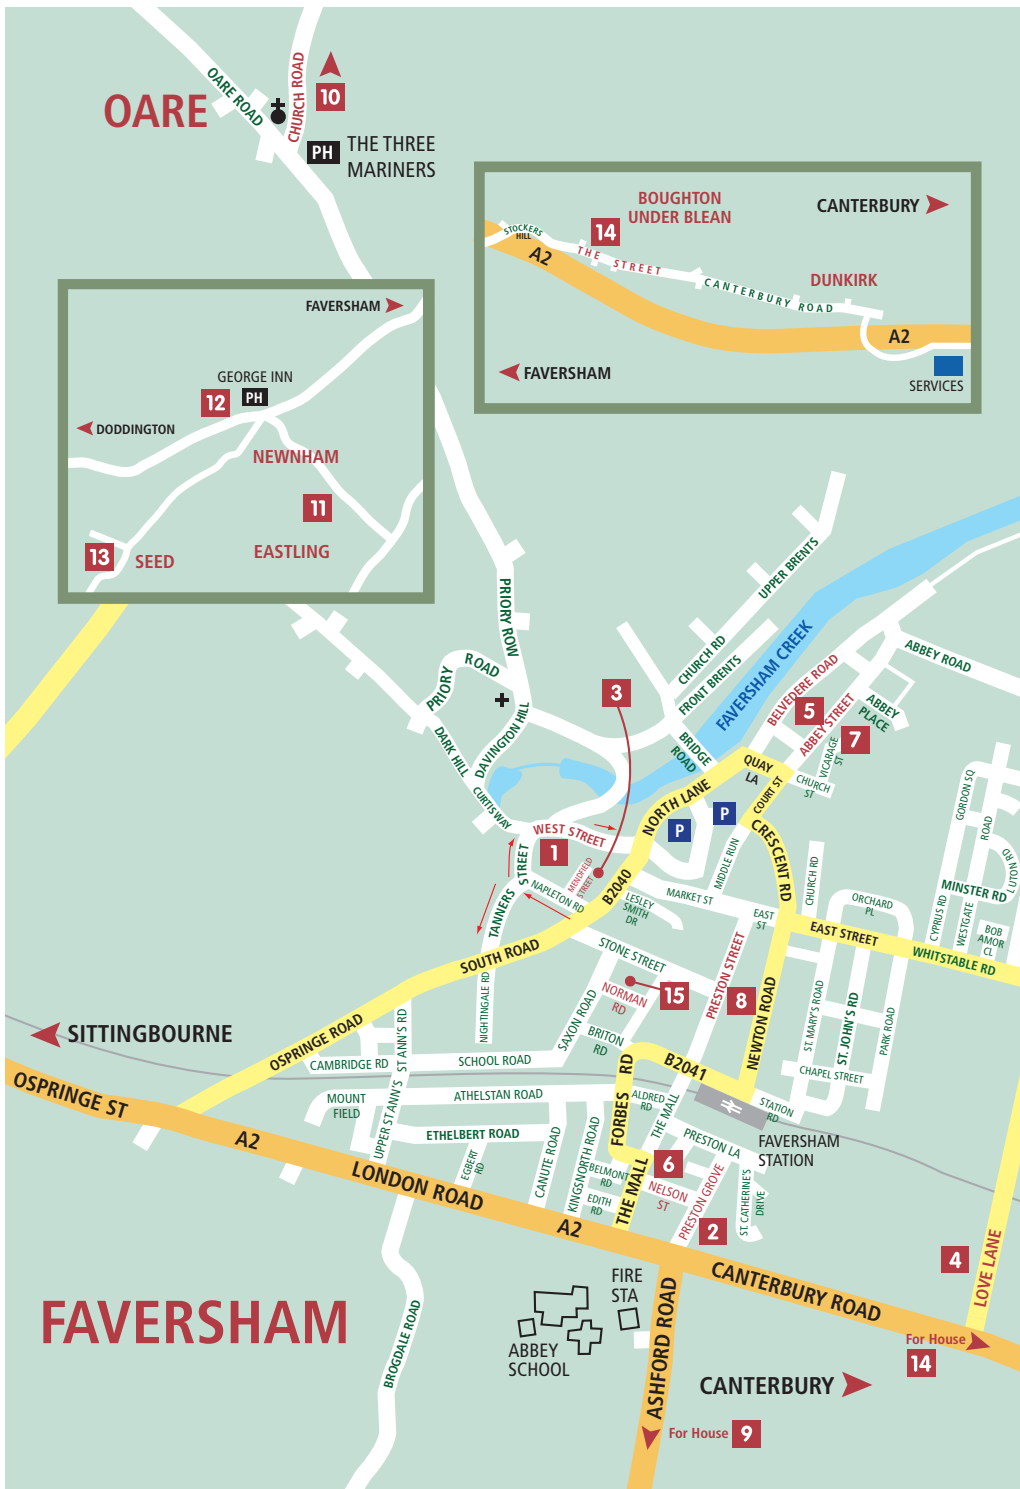 OARE
OARE ROAD
CHURCH ROAD
10
PH
THE THREE
MARINERS
BOUGHTON
UNDER BLEAN
CANTERBURY
14
STOCKERS
HILL
A2
THE STREET
CANTERBURY ROAD
DUNKIRK
A2
FAVERSHAM
SERVICES
FAVERSHAM
GEORGE INN
12
PH
DODDINGTON
NEWNHAM
11
13
SEED
EASTLING
PRIORY ROW
PRIORY
ROAD
DARK HILL
DAVINGTON HILL
CURTIS WAY
UPPER BRENTS
CHURCH RD
FRONT BRENTS
FAVERSHAM CREEK
BRIDGE
ROAD
3
BELVEDERE ROAD
5
ABBEY STREET
ABBEY ROAD
ABBEY
PLACE
7
VICARAGE
ST
CHURCH
ST
QUAY
LA
COURT ST
NORTH LANE
P
P
CRESCENT RD
MIDDLE RUN
WEST STREET
1
MENDFIELD
STREET
NAPLETON RD
TANNERS
STREET
B2040
LESLEY
SMITH
DR
MARKET ST
EAST
ST
CHURCH RD
ORCHARD
PL
GORDON SQ
ROAD
LUTON RD
MINSTER RD
CYPRUS RD
WESTGATE
BOB
AMOR
CL
EAST STREET
WHITSTABLE RD
SOUTH ROAD
STONE STREET
PRESTON STREET
NORMAN
RD
15
8
NEWTON ROAD
ST. MARY'S ROAD
ST. JOHN'S RD
PARK ROAD
CHAPEL STREET
NIGHTINGALE RD
SAXON ROAD
BRITON
RD
SITTINGBOURNE
OSPRINGE ROAD
CAMBRIDGE RD
ST ANN'S RD
SCHOOL ROAD
FORBES RD
B2041
OSPRINGE ST
MOUNT
FIELD
UPPER ST ANN'S
ATHELSTAN ROAD
ALDRED
RD
THE MALL
STATION
RD
FAVERSHAM
STATION
A2
ETHELBERT ROAD
EGBERT
RD
CANUTE ROAD
KINGSNORTH ROAD
PRESTON LA
LONDON ROAD
BELMONT
RD
EDITH
RD
THE MALL
6
NELSON
ST
PRESTON GROVE
ST. CATHERINE'S
DRIVE
2
A2
4
LOVE LANE
FIRE
STA
CANTERBURY ROAD
FAVERSHAM
BROGDALE ROAD
ABBEY
SCHOOL
ASHFORD ROAD
For House
14
CANTERBURY
For House
9